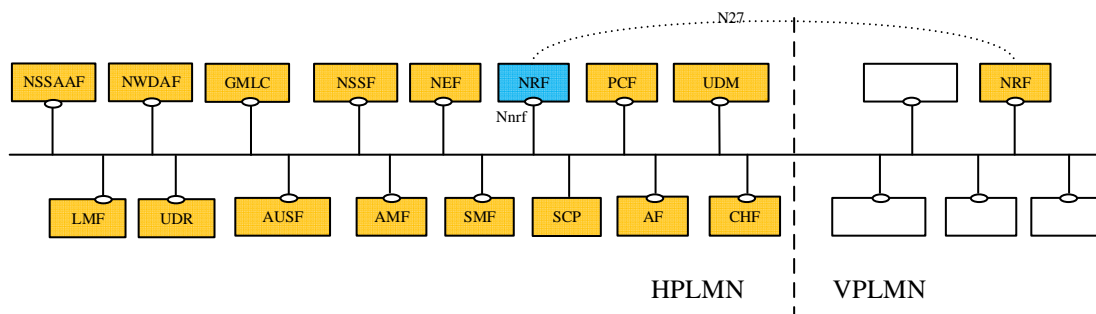 N27
NSSAAF
NWDAF
GMLC
NSSF
NEF
NRF
PCF
UDM
NRF
Nnrf
LMF
UDR
AUSF
AMF
SMF
SCP
AF
CHF
HPLMN
VPLMN